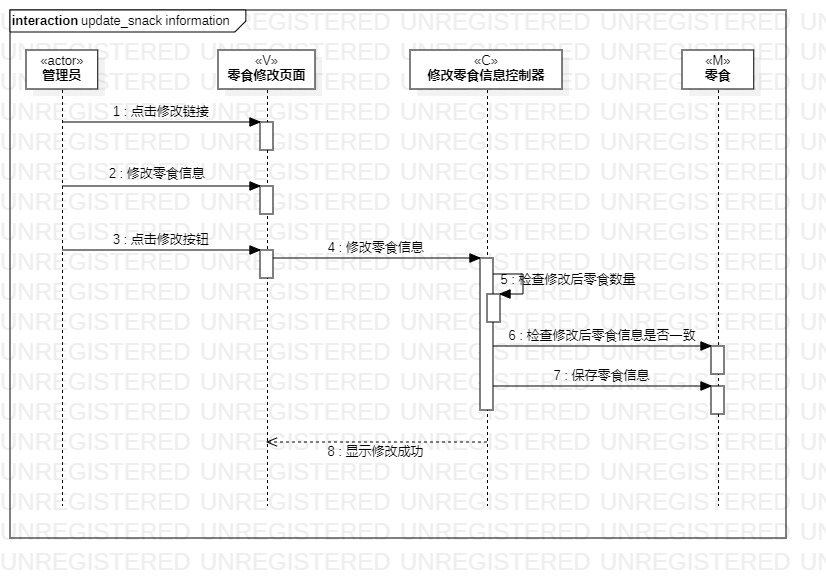 interaction update_snack information
«actor»
管理员
«V»
零食修改页面
«C»
修改零食信息控制器
«M»
零食
1 : 点击修改链接
2 : 修改零食信息
3 : 点击修改按钮
4 : 修改零食信息
5 : 检查修改后零食数量
6 : 检查修改后零食信息是否一致
7 : 保存零食信息
8 : 显示修改成功
UNREGISTERED